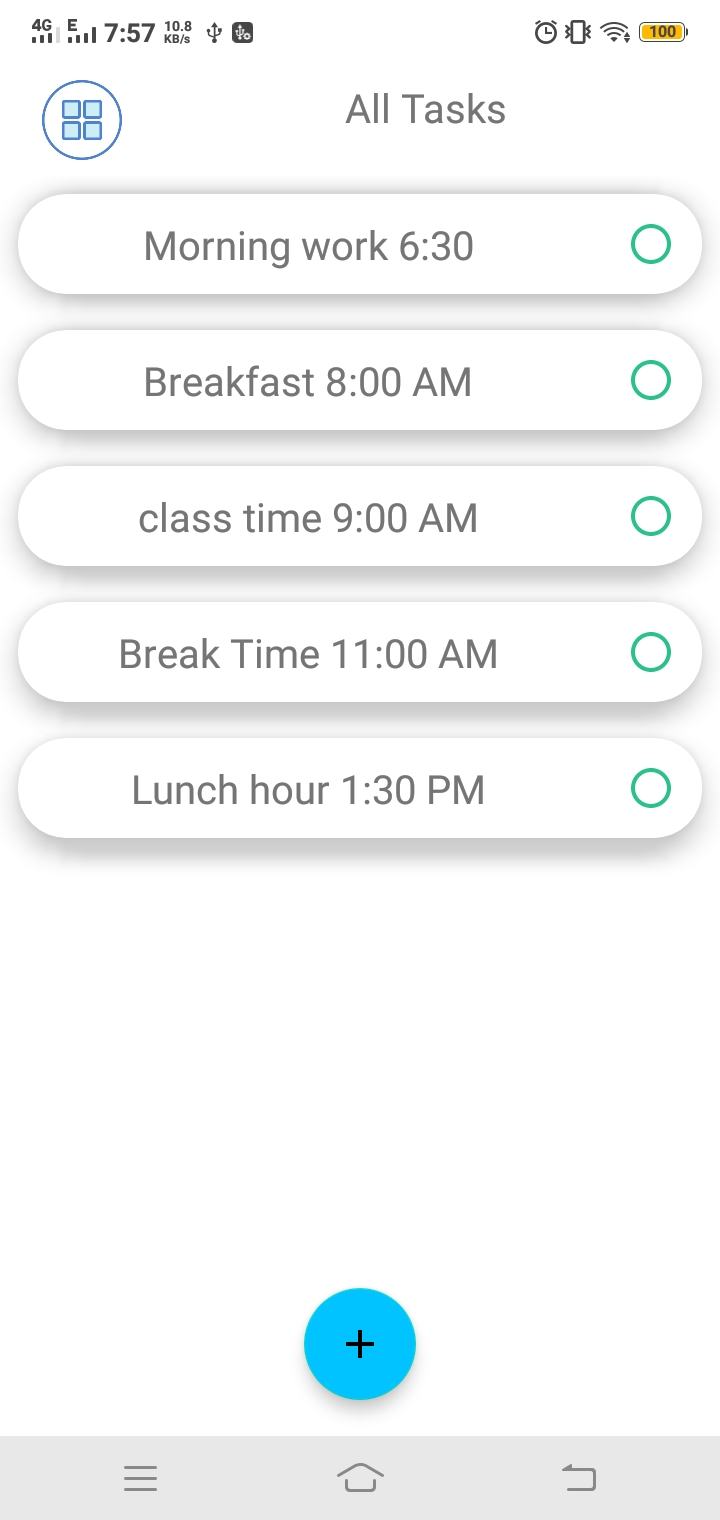 4G E 7:57 10.8 KB/s 100
All Tasks
Morning work 6:30
Breakfast 8:00 AM
class time 9:00 AM
Break Time 11:00 AM
Lunch hour 1:30 PM
+